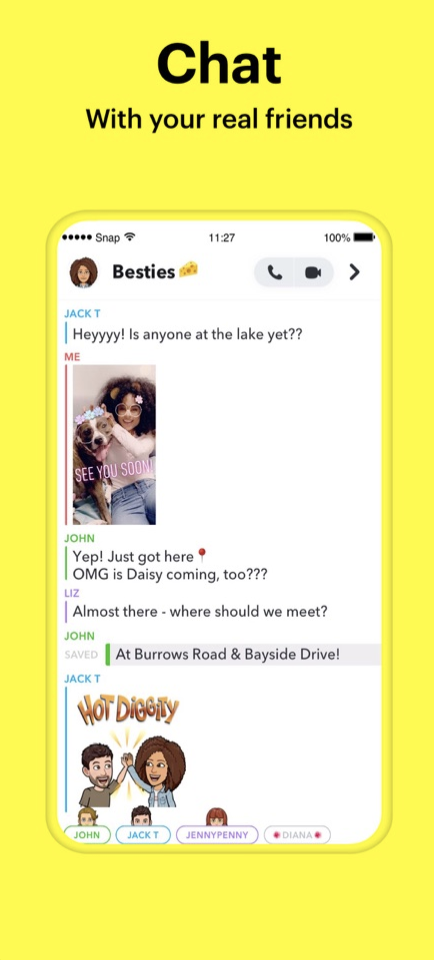 Chat
With your real friends
Snap 11:27 100%
Besties
JACK T
Heyyyy! Is anyone at the lake yet??
ME
SEE YOU SOON!
JOHN
Yep! Just got here
OMG is Daisy coming, too???
LIZ
Almost there - where should we meet?
JOHN
SAVED At Burrows Road & Bayside Drive!
JACK T
HOT DIGGITY
JOHN JACK T JENNYPENNY DIANA